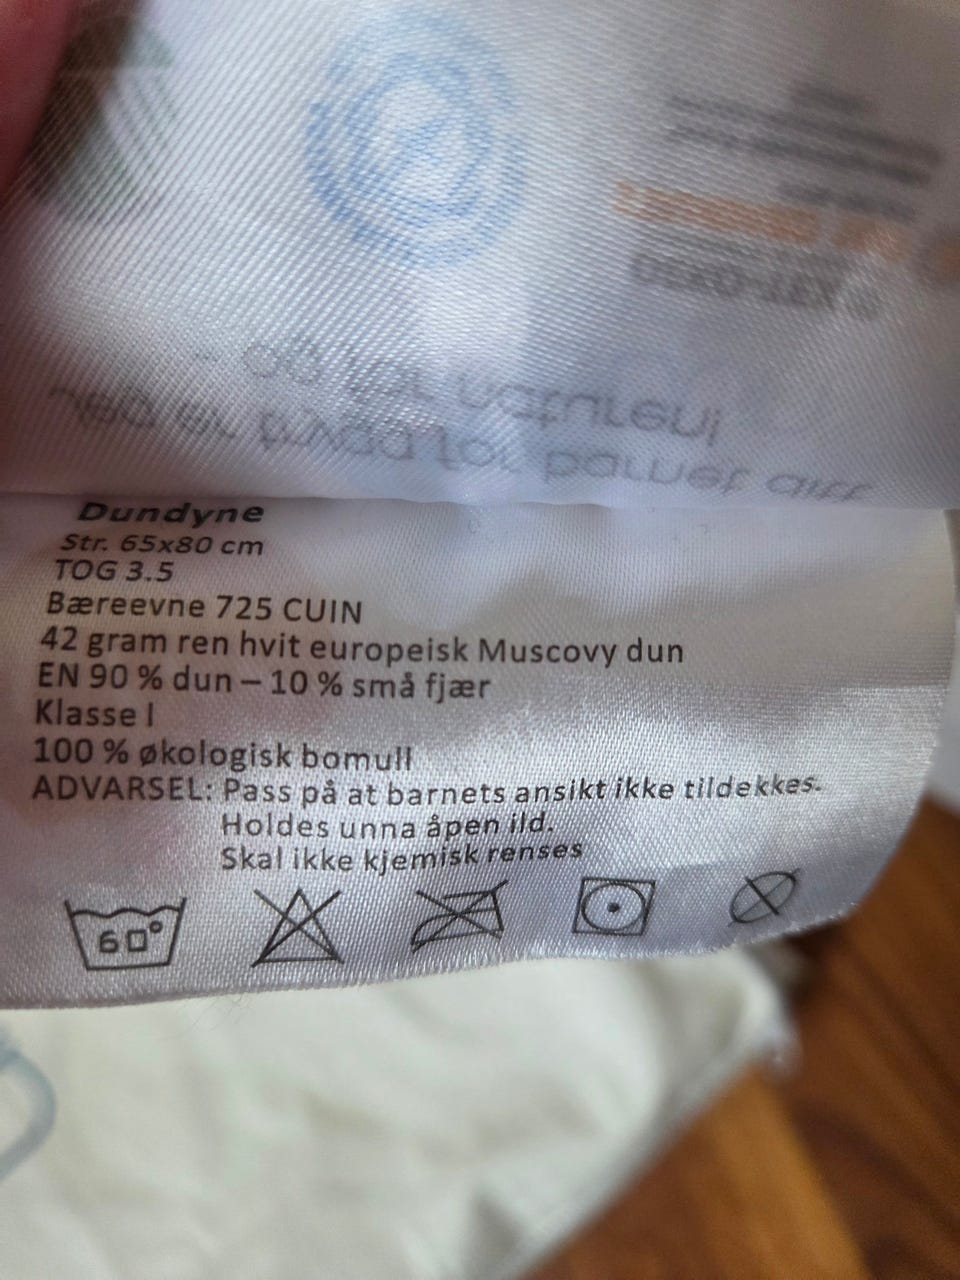 OEKO-TEX®
Dundyne
Str. 65x80 cm
TOG 3.5
Bæreevne 725 CUIN
42 gram ren hvit europeisk Muscovy dun
EN 90 % dun – 10 % små fjær
Klasse I
100 % økologisk bomull
ADVARSEL: Pass på at barnets ansikt ikke tildekkes.
Holdes unna åpen ild.
Skal ikke kjemisk renses
60°